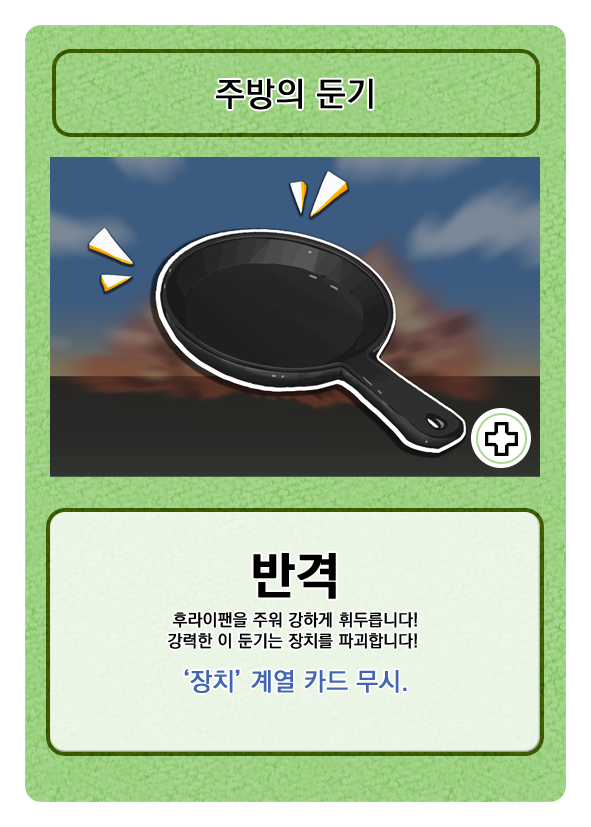 주방의 둔기
반격
후라이팬을 주워 강하게 휘두릅니다!
강력한 이 둔기는 장치를 파괴합니다!
‘장치’ 계열 카드 무시.